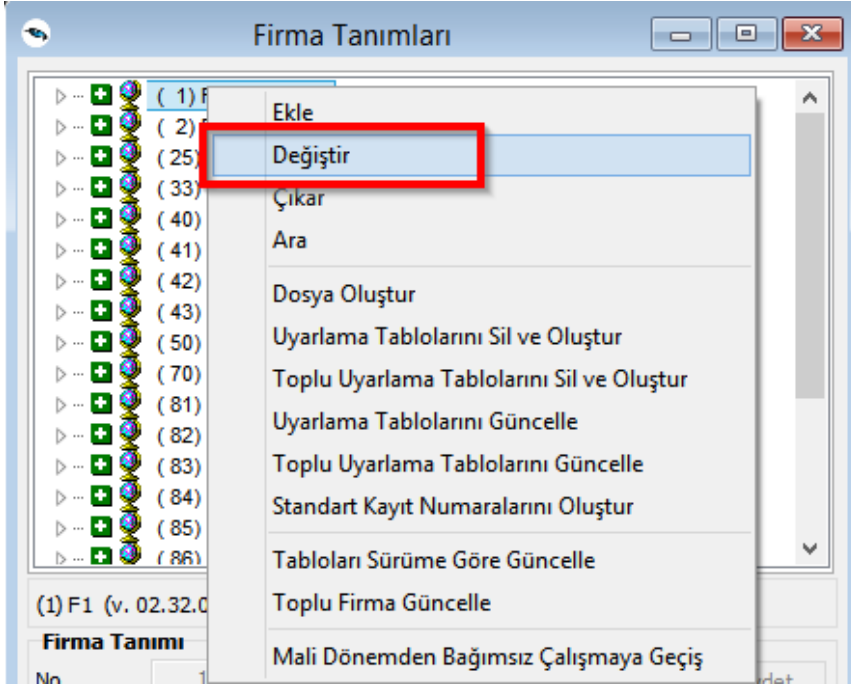 Firma Tanımları
( 1) F
( 2)
(25)
(33)
(40)
(41)
(42)
(43)
(50)
(70)
(81)
(82)
(83)
(84)
(85)
(86)
Ekle
Değiştir
Çıkar
Ara
Dosya Oluştur
Uyarlama Tablolarını Sil ve Oluştur
Toplu Uyarlama Tablolarını Sil ve Oluştur
Uyarlama Tablolarını Güncelle
Toplu Uyarlama Tablolarını Güncelle
Standart Kayıt Numaralarını Oluştur
Tabloları Sürüme Göre Güncelle
Toplu Firma Güncelle
Mali Dönemden Bağımsız Çalışmaya Geçiş
(1) F1 (v. 02.32.0
Firma Tanımı
No 1